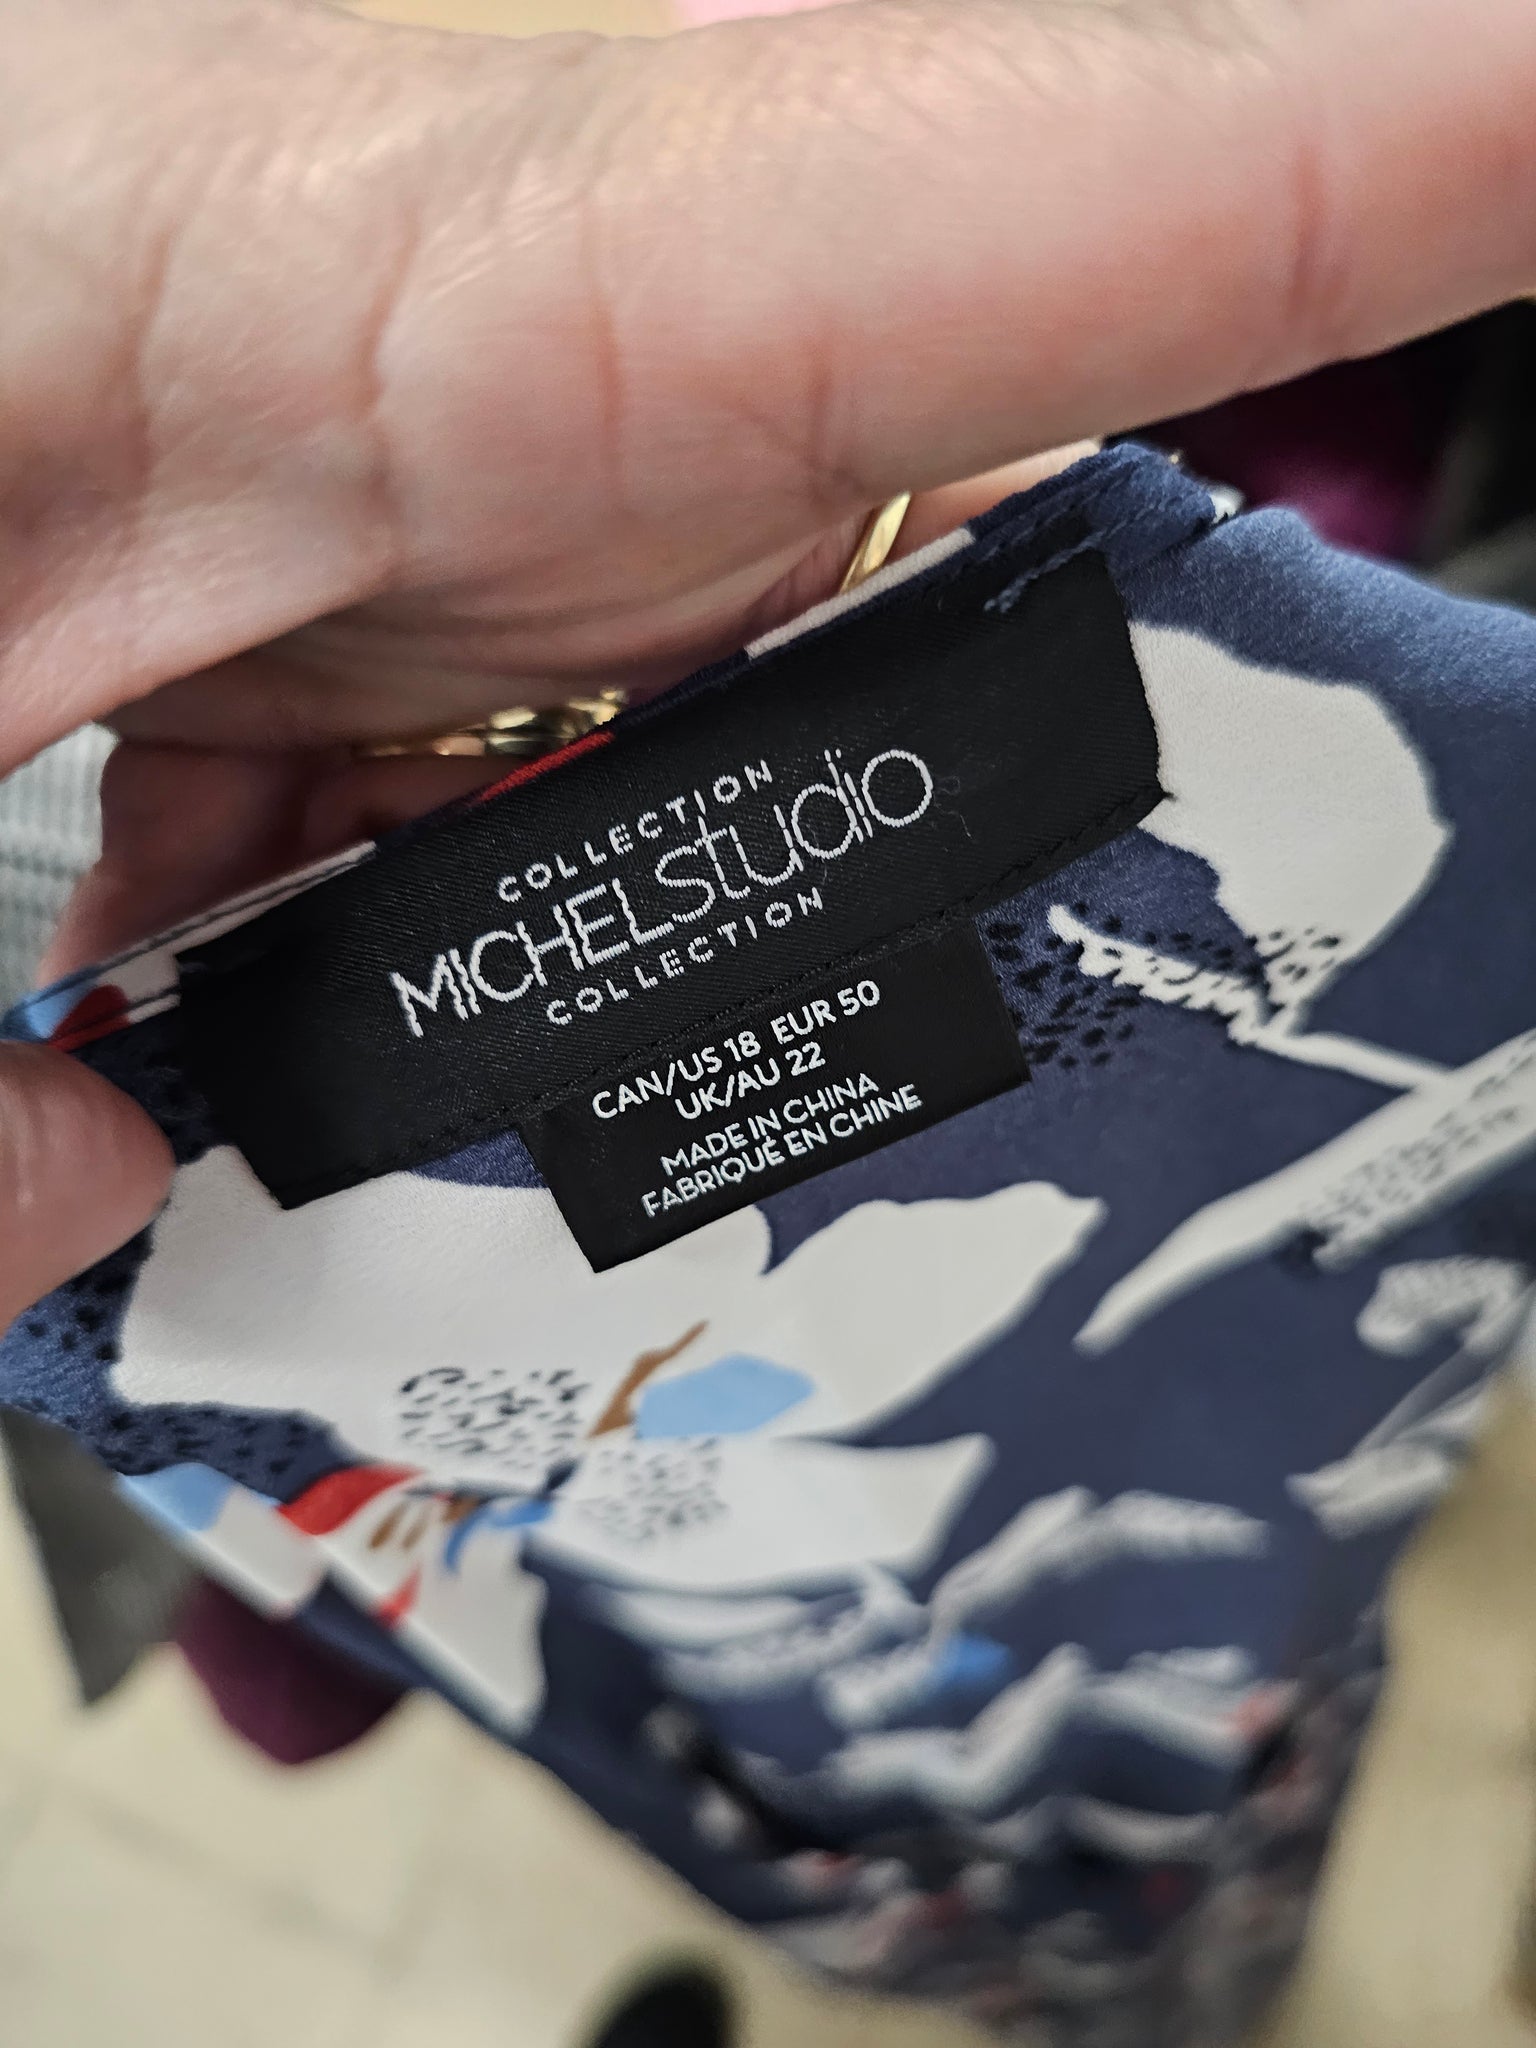 COLLECTION
MICHELstudio
COLLECTION
CAN/US 18 EUR 50
UK/AU 22
MADE IN CHINA
FABRIQUÉ EN CHINE